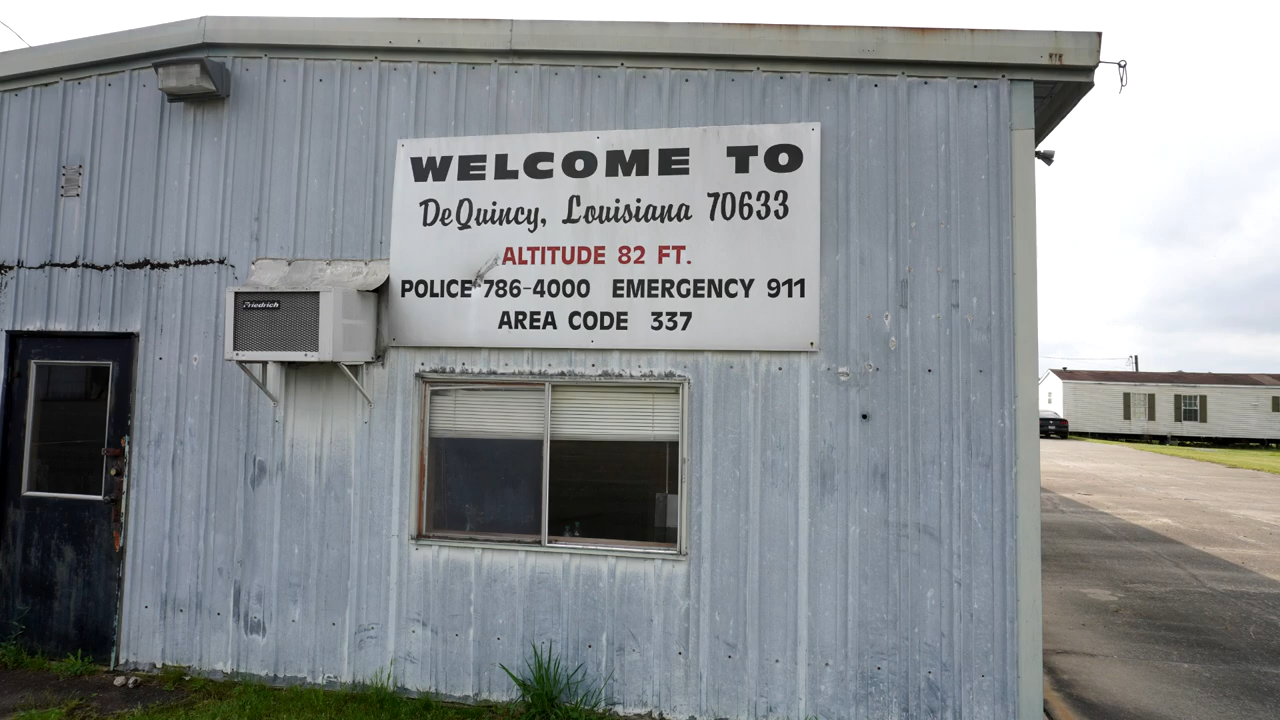 WELCOME TO
DeQuincy, Louisiana 70633
ALTITUDE 82 FT.
POLICE 786-4000 EMERGENCY 911
AREA CODE 337
Friedrich